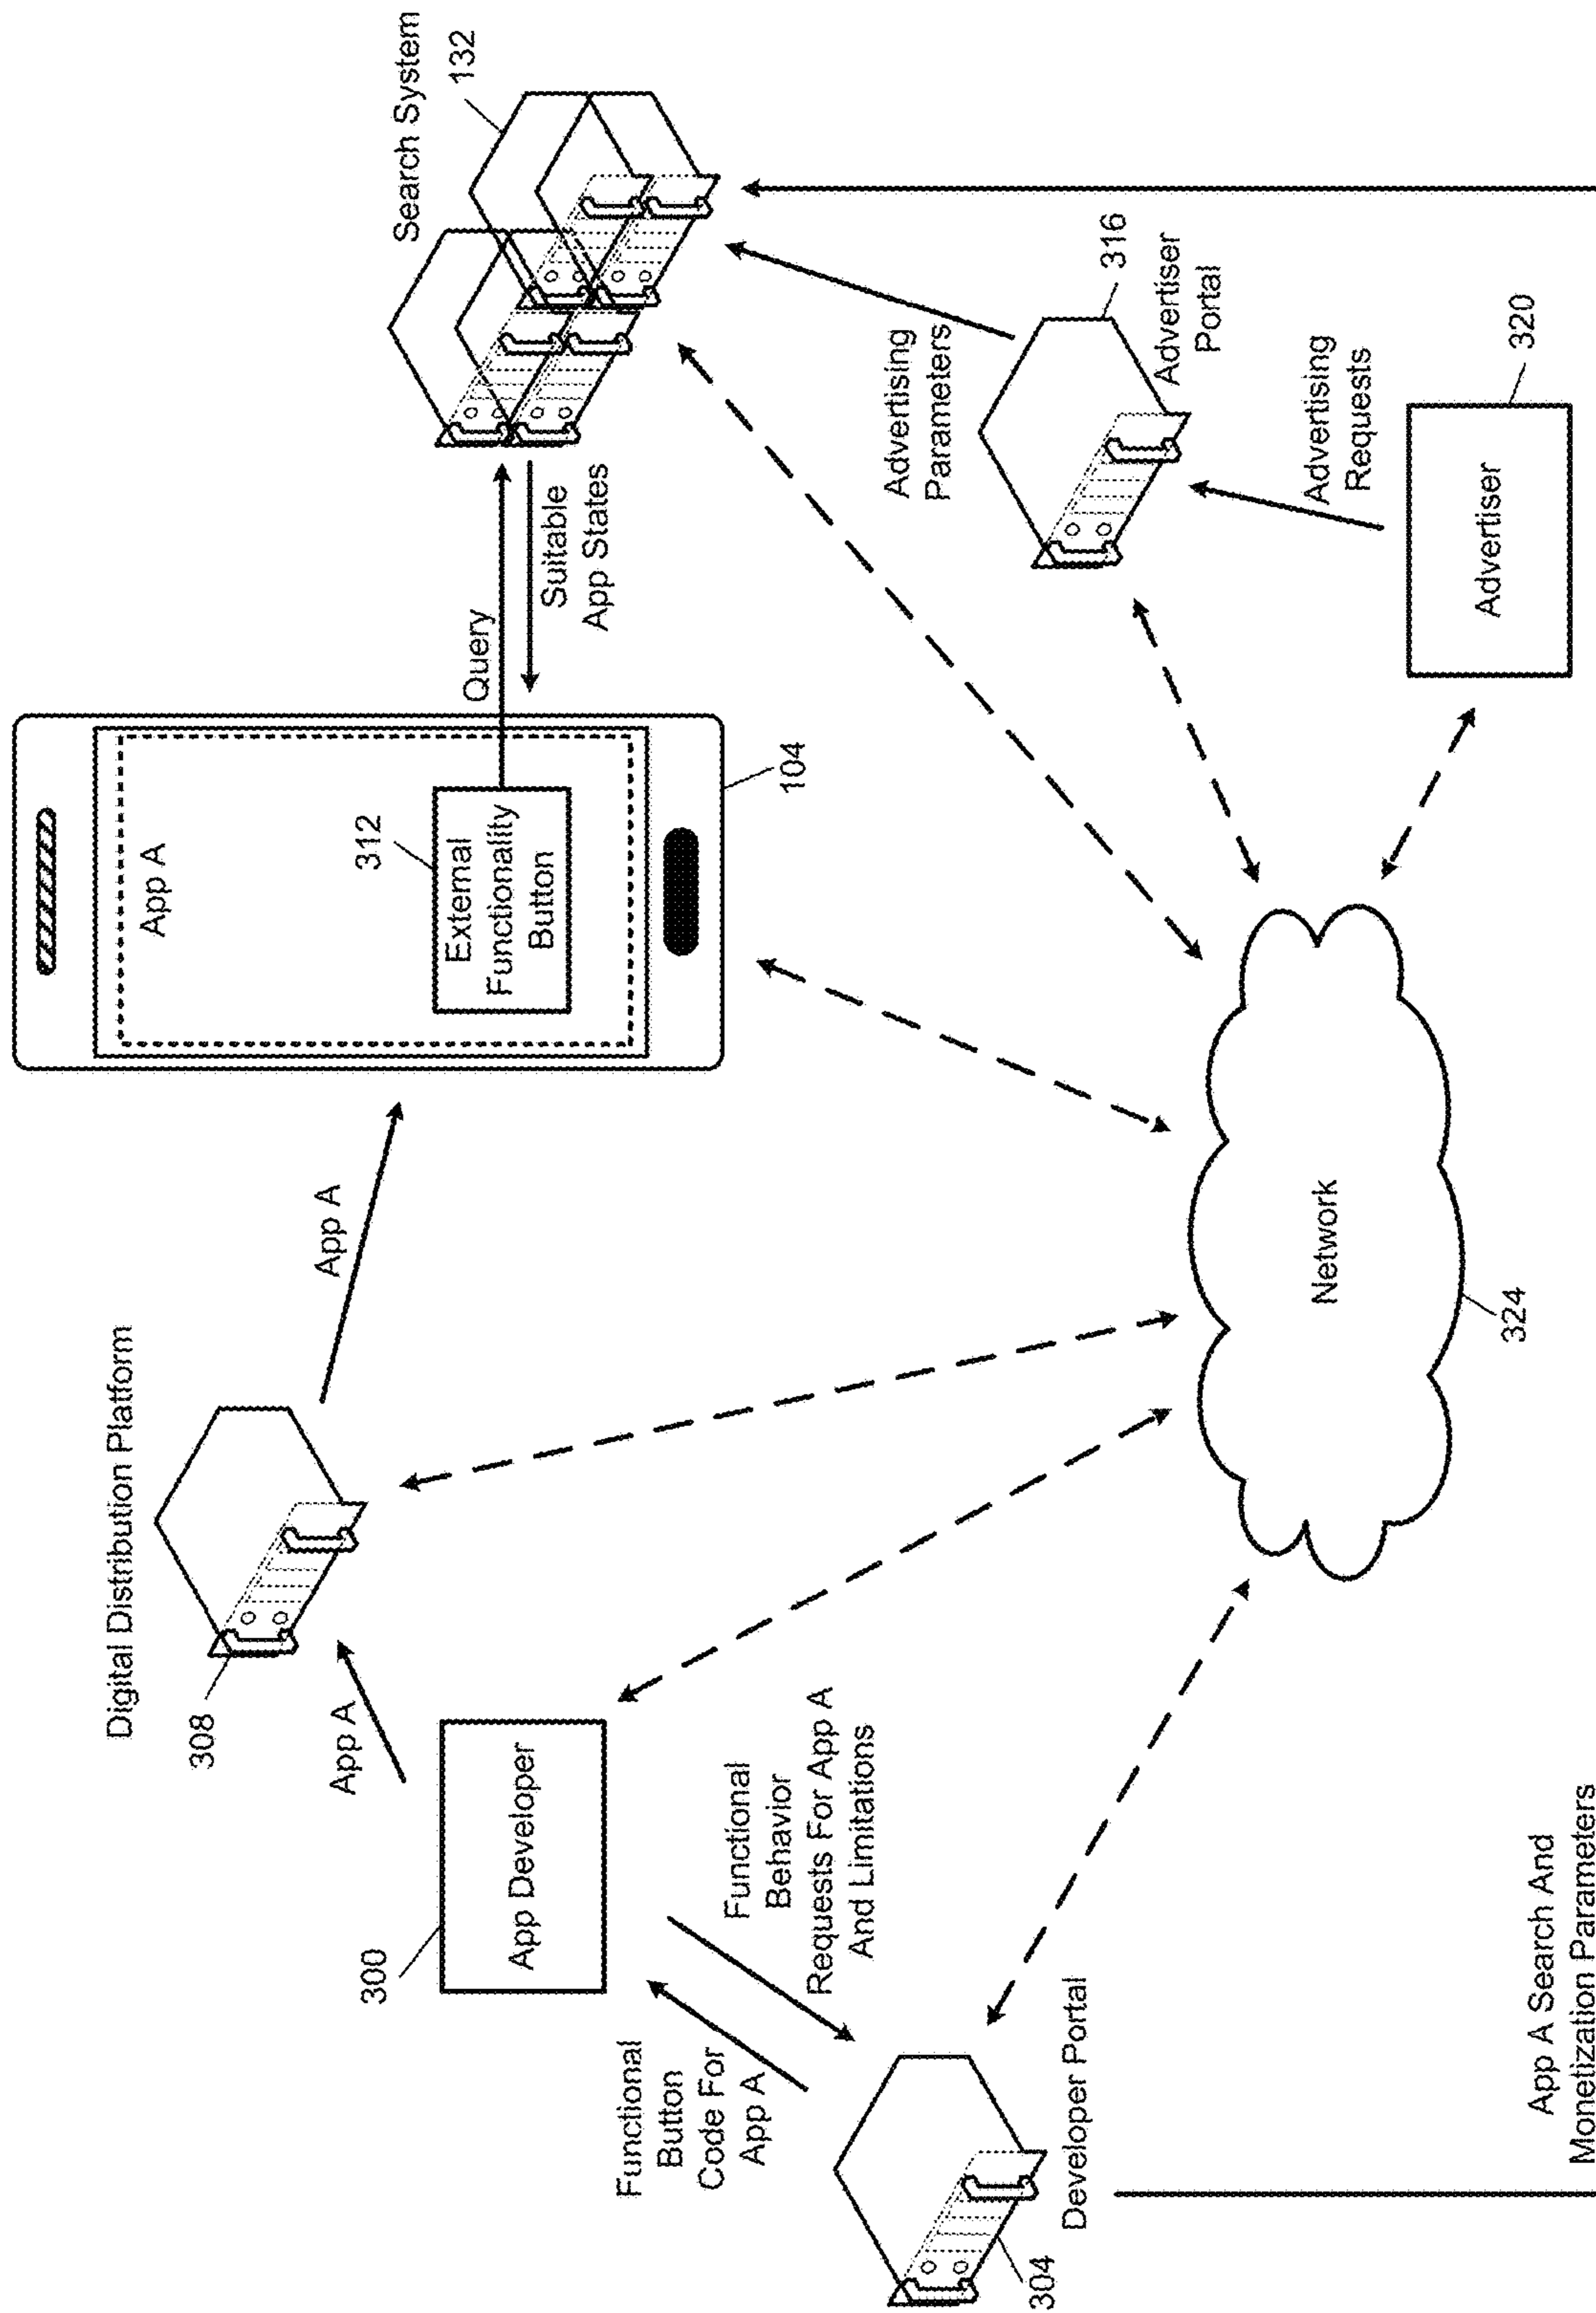 Digital Distribution Platform
308
App A
App A
App Developer
300
Functional
Button
Code For
App A
Functional
Behavior
Requests For App A
And Limitations
Developer Portal
304
App A Search And
Monetization Parameters
App A
312
External
Functionality
Button
104
Query
Suitable
App States
Search System
132
Advertising
Parameters
316
Advertiser
Portal
Advertising
Requests
320
Advertiser
Network
324